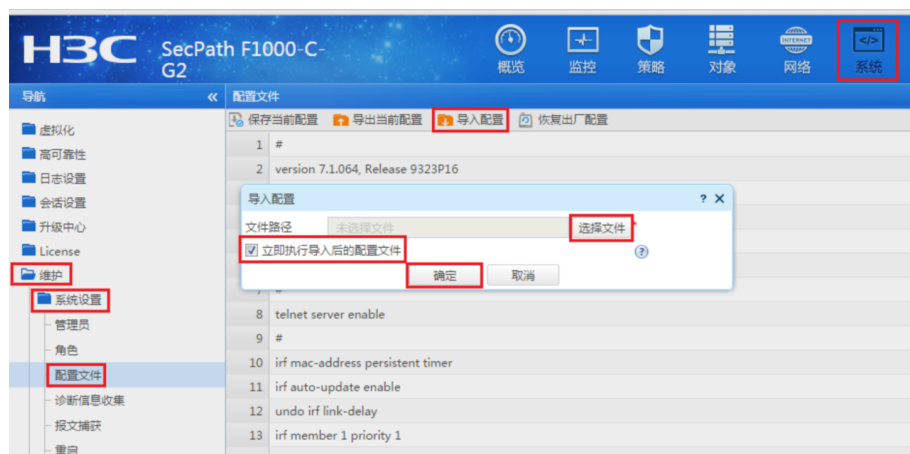 H3C SecPath F1000-C-G2
概览 监控 策略 对象 网络 系统
导航 « 配置文件
保存当前配置 导出当前配置 导入配置 恢复出厂配置
虚拟化
高可靠性
日志设置
会话设置
升级中心
License
维护
系统设置
管理员
角色
配置文件
诊断信息收集
报文捕获
重启
1 #
2 version 7.1.064, Release 9323P16
导入配置 ? X
文件路径 未选择文件 选择文件 *
立即执行导入后的配置文件 ?
确定 取消
7 #
8 telnet server enable
9 #
10 irf mac-address persistent timer
11 irf auto-update enable
12 undo irf link-delay
13 irf member 1 priority 1